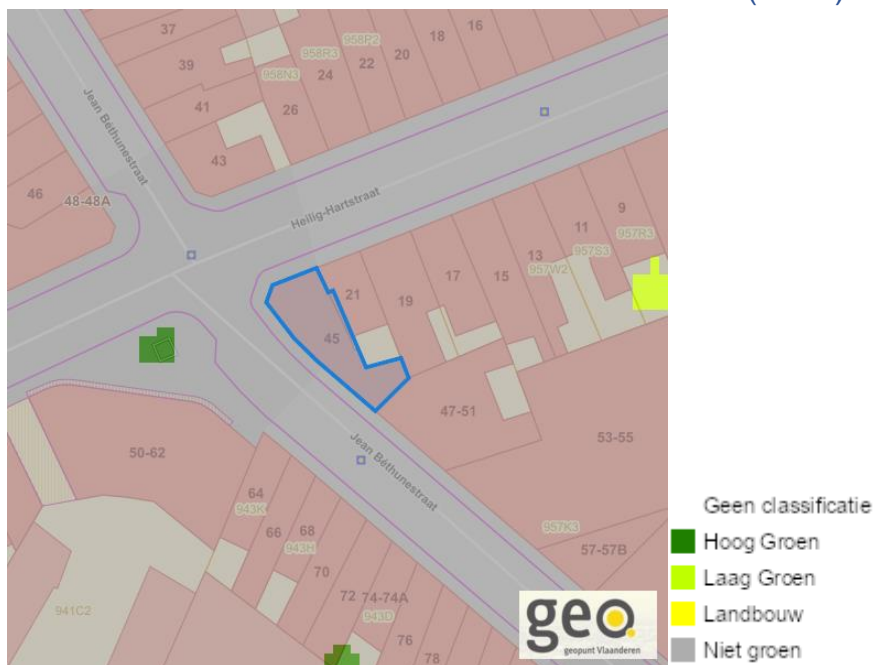 37
39
41
43
958N3
958R3
958P2
26
24
22
20
18
16
46
48-48A
Jean Béthunestraat
Heilig-Hartstraat
21
19
17
15
13
957W2
11
957S3
9
957R3
45
47-51
53-55
957K3
57-57B
Jean Béthunestraat
50-62
64
943K
66
68
943H
70
72
74-74A
943D
76
78
941C2
geo.
geopunt Vlaanderen
Geen classificatie
Hoog Groen
Laag Groen
Landbouw
Niet groen